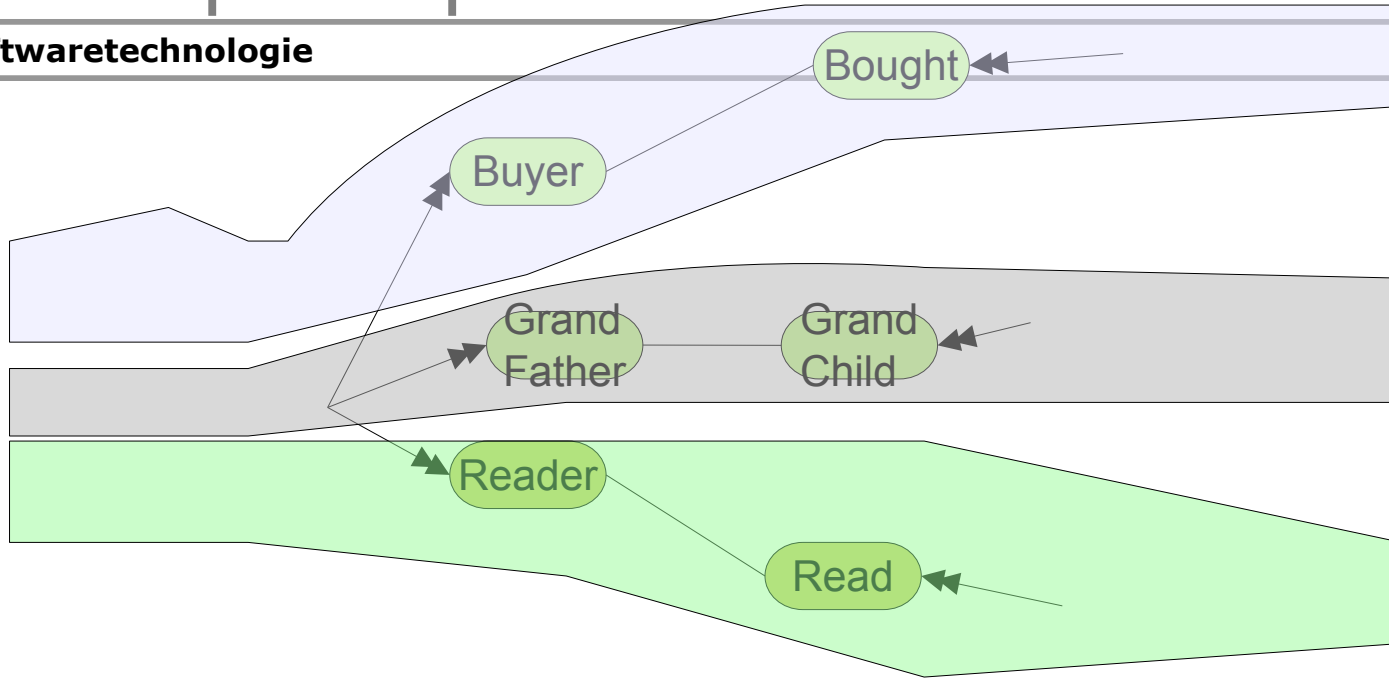 twaretechnologie
Bought
Buyer
Grand
Father
Grand
Child
Reader
Read